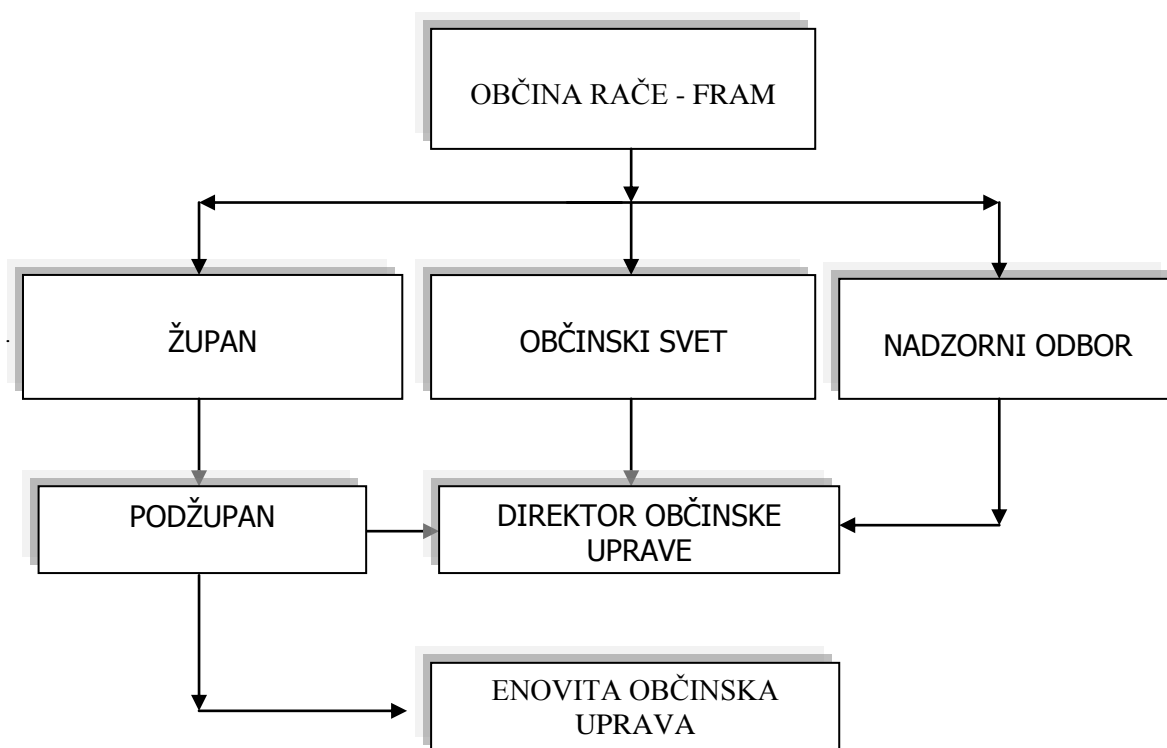 OBČINA RAČE - FRAM
ŽUPAN
OBČINSKI SVET
NADZORNI ODBOR
PODŽUPAN
DIREKTOR OBČINSKE
UPRAVE
ENOVITA OBČINSKA
UPRAVA